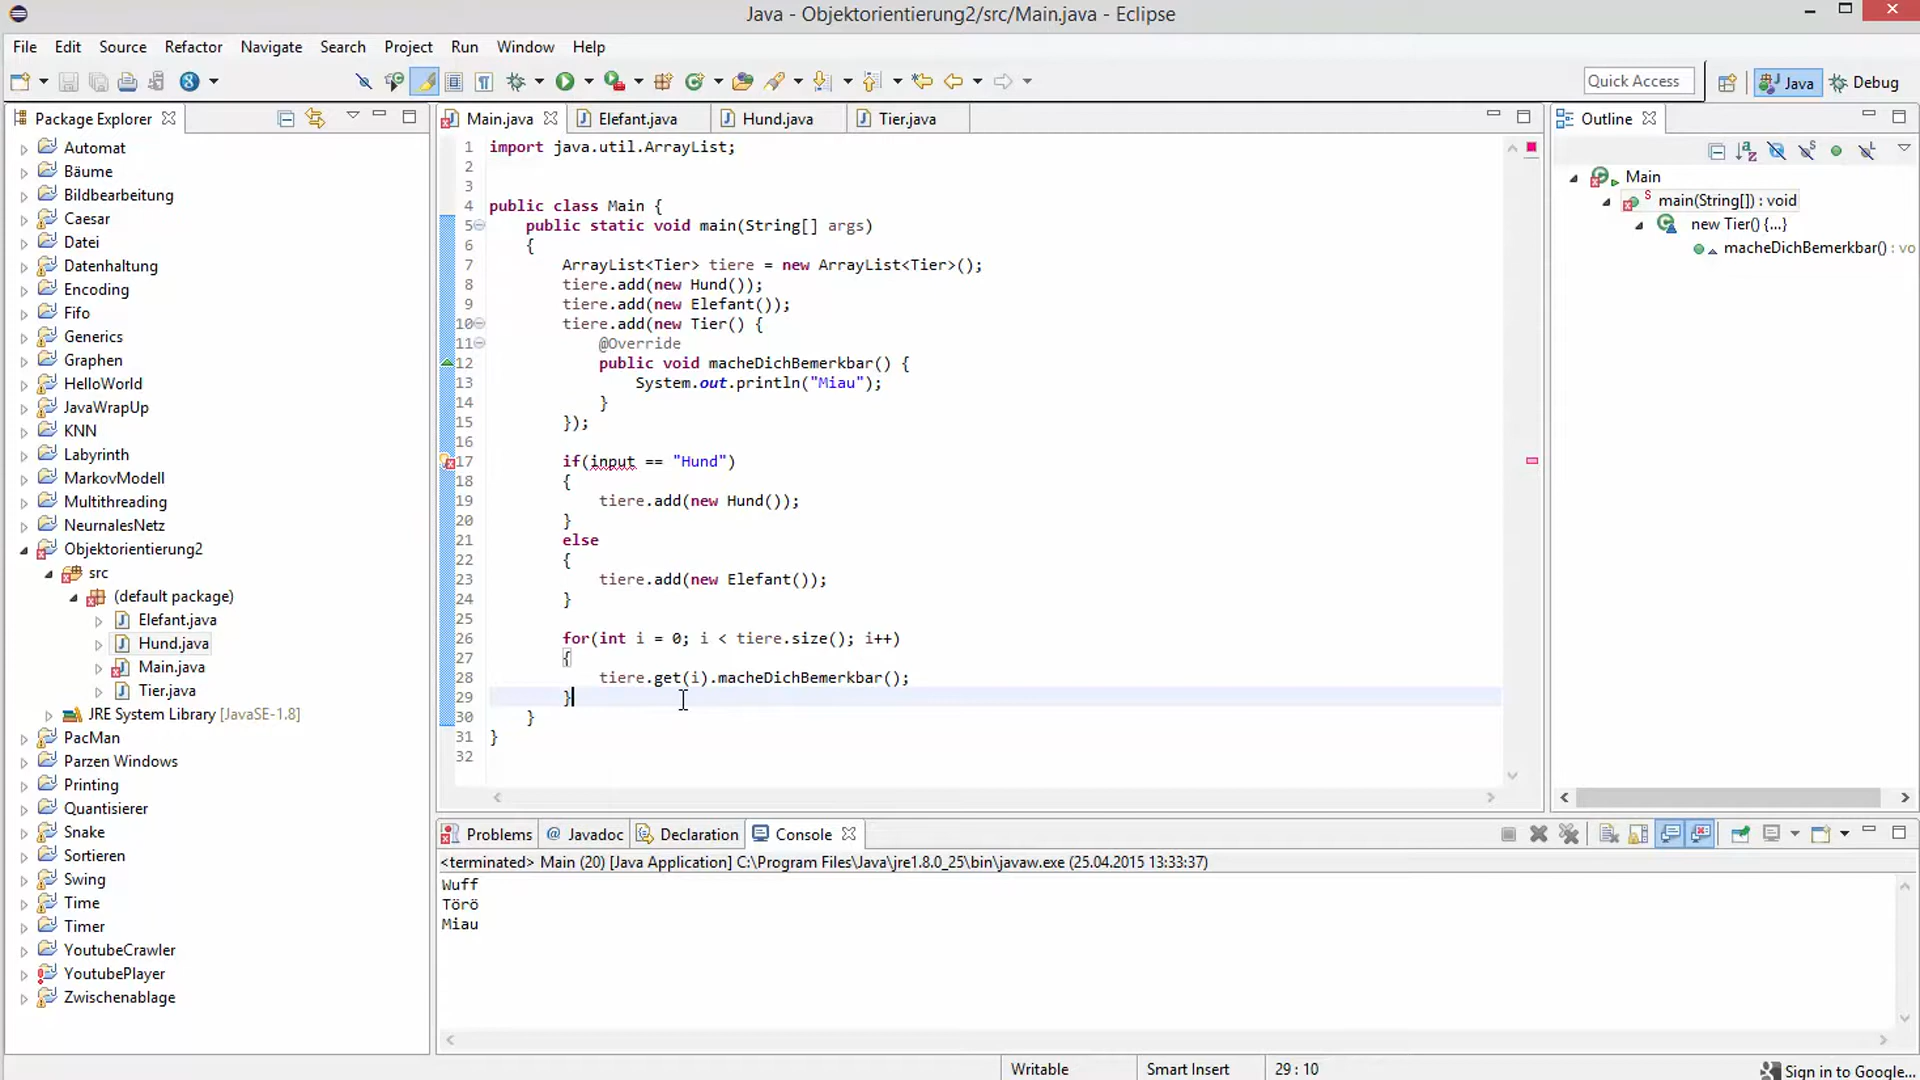 Java - Objektorientierung2/src/Main.java - Eclipse
File Edit Source Refactor Navigate Search Project Run Window Help
Quick Access
Java
Debug
Package Explorer
Automat
Bäume
Bildbearbeitung
Caesar
Datei
Datenhaltung
Encoding
Fifo
Generics
Graphen
HelloWorld
JavaWrapUp
KNN
Labyrinth
MarkovModell
Multithreading
NeurnalesNetz
Objektorientierung2
src
(default package)
Elefant.java
Hund.java
Main.java
Tier.java
JRE System Library [JavaSE-1.8]
PacMan
Parzen Windows
Printing
Quantisierer
Snake
Sortieren
Swing
Time
Timer
YoutubeCrawler
YoutubePlayer
Zwischenablage
Main.java Elefant.java Hund.java Tier.java
1 import java.util.ArrayList;
2
3
4 public class Main {
5 public static void main(String[] args)
6 {
7 ArrayList<Tier> tiere = new ArrayList<Tier>();
8 tiere.add(new Hund());
9 tiere.add(new Elefant());
10 tiere.add(new Tier() {
11 @Override
12 public void macheDichBemerkbar() {
13 System.out.println("Miau");
14 }
15 });
16
17 if(input == "Hund")
18 {
19 tiere.add(new Hund());
20 }
21 else
22 {
23 tiere.add(new Elefant());
24 }
25
26 for(int i = 0; i < tiere.size(); i++)
27 {
28 tiere.get(i).macheDichBemerkbar();
29 }
30 }
31 }
32
Outline
Main
main(String[]) : void
new Tier() {...}
macheDichBemerkbar() : vo
Problems Javadoc Declaration Console
<terminated> Main (20) [Java Application] C:\Program Files\Java\jre1.8.0_25\bin\javaw.exe (25.04.2015 13:33:37)
Wuff
Törö
Miau
Writable
Smart Insert
29 : 10
Sign in to Google...